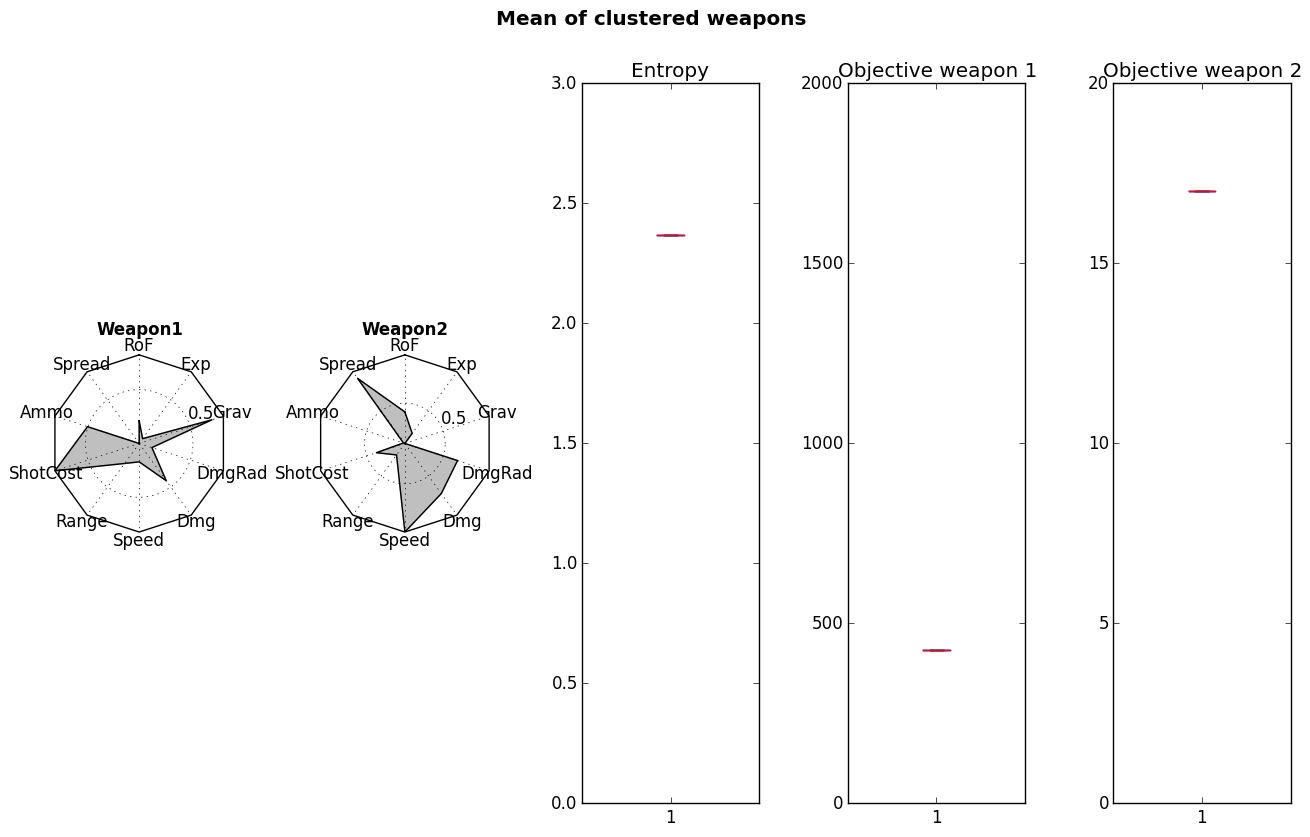 Mean of clustered weapons
Weapon1
RoF
Exp
Grav
DmgRad
Dmg
Speed
Range
ShotCost
Ammo
Spread
0.5
Weapon2
RoF
Exp
Grav
DmgRad
Dmg
Speed
Range
ShotCost
Ammo
Spread
0.5
Entropy
3.0
2.5
2.0
1.5
1.0
0.5
0.0
1
Objective weapon 1
2000
1500
1000
500
0
1
Objective weapon 2
20
15
10
5
0
1